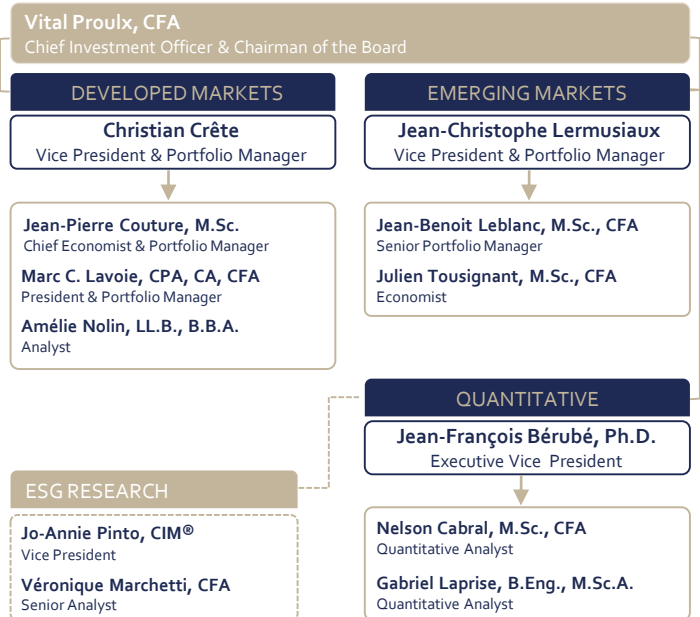 Vital Proulx, CFA
Chief Investment Officer & Chairman of the Board
DEVELOPED MARKETS
Christian Crête
Vice President & Portfolio Manager
Jean-Pierre Couture, M.Sc.
Chief Economist & Portfolio Manager
Marc C. Lavoie, CPA, CA, CFA
President & Portfolio Manager
Amélie Nolin, LL.B., B.B.A.
Analyst
EMERGING MARKETS
Jean-Christophe Lermusiaux
Vice President & Portfolio Manager
Jean-Benoit Leblanc, M.Sc., CFA
Senior Portfolio Manager
Julien Tousignant, M.Sc., CFA
Economist
QUANTITATIVE
Jean-François Bérubé, Ph.D.
Executive Vice President
Nelson Cabral, M.Sc., CFA
Quantitative Analyst
Gabriel Laprise, B.Eng., M.Sc.A.
Quantitative Analyst
ESG RESEARCH
Jo-Annie Pinto, CIM®
Vice President
Véronique Marchetti, CFA
Senior Analyst